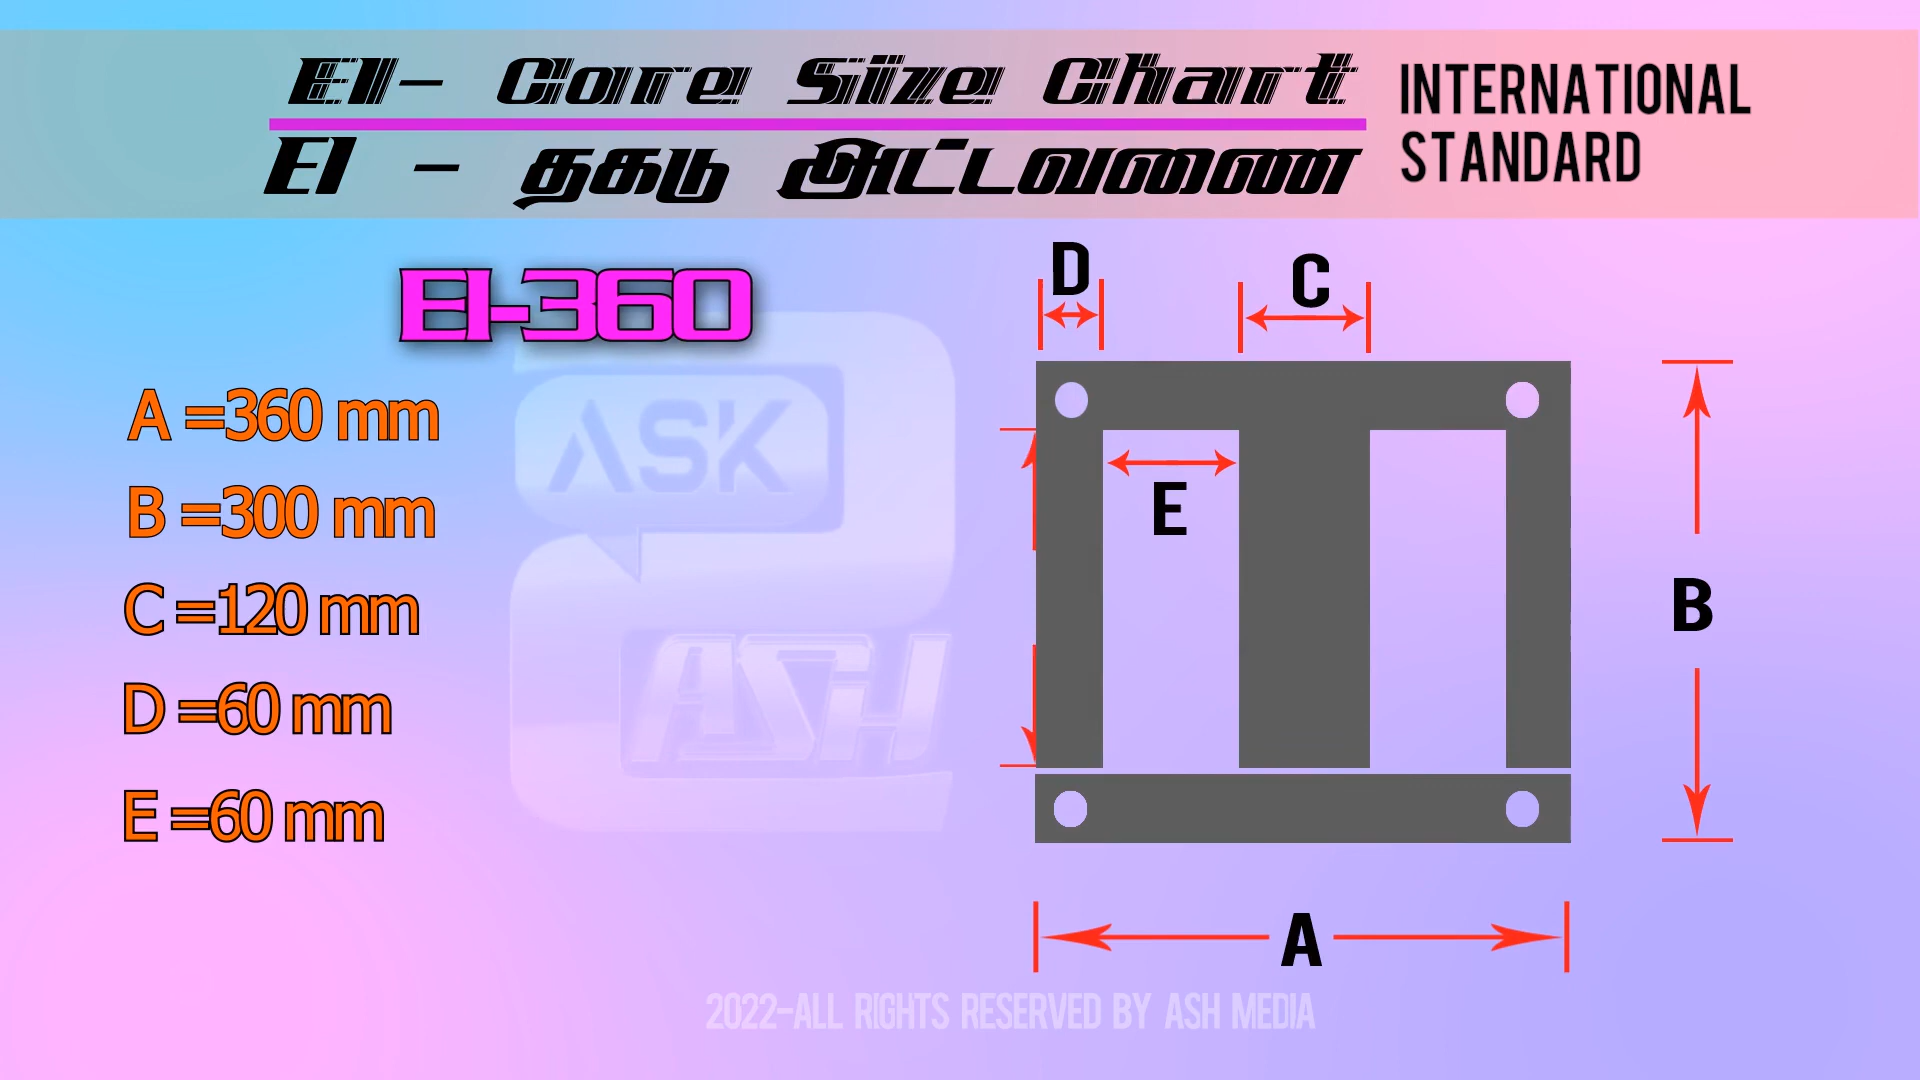 EI- Core Size Chart
EI - தகடு அட்டவணை
INTERNATIONAL
STANDARD
EI-360
A =360 mm
B =300 mm
C =120 mm
D =60 mm
E =60 mm
ASK
ASH
D
C
E
B
A
2022-ALL RIGHTS RESERVED BY ASH MEDIA